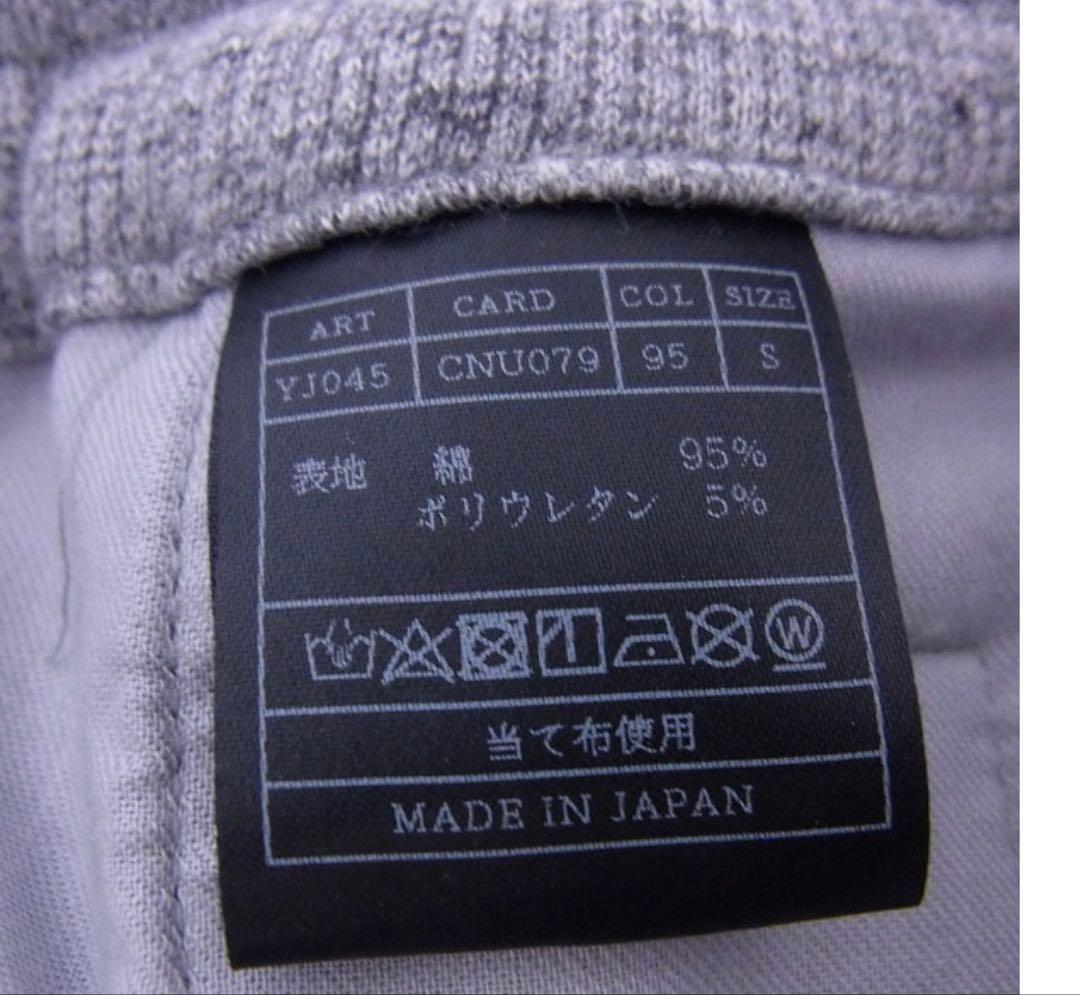 ART CARD COL SIZE
YJ045 CNU079 95 S
表地 綿 95%
ポリウレタン 5%
W
当て布使用
MADE IN JAPAN